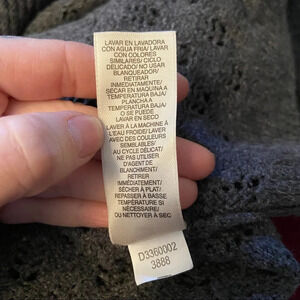 LAVAR EN LAVADORA
CON AGUA FRIA/ LAVAR
CON COLORES
SIMILARES/ CICLO
DELICADO/ NO USAR
BLANQUEADOR/
RETIRAR
INMEDIATAMENTE/
SECAR EN MAQUINA A
TEMPERATURA BAJA/
PLANCHA A
TEMPERATURA BAJA/
O SE PUEDE
LAVAR EN SECO
LAVER À LA MACHINE À
L'EAU FROIDE/ LAVER
AVEC DES COULEURS
SEMBLABLES/
AU CYCLE DÉLICAT/
NE PAS UTILISER
D'AGENT DE
BLANCHIMENT/
RETIRER
IMMÉDIATEMENT/
SÉCHER À PLAT/
REPASSER À BASSE
TEMPÉRATURE SI
NÉCESSAIRE/
OU NETTOYER À SEC
D3360002
3888